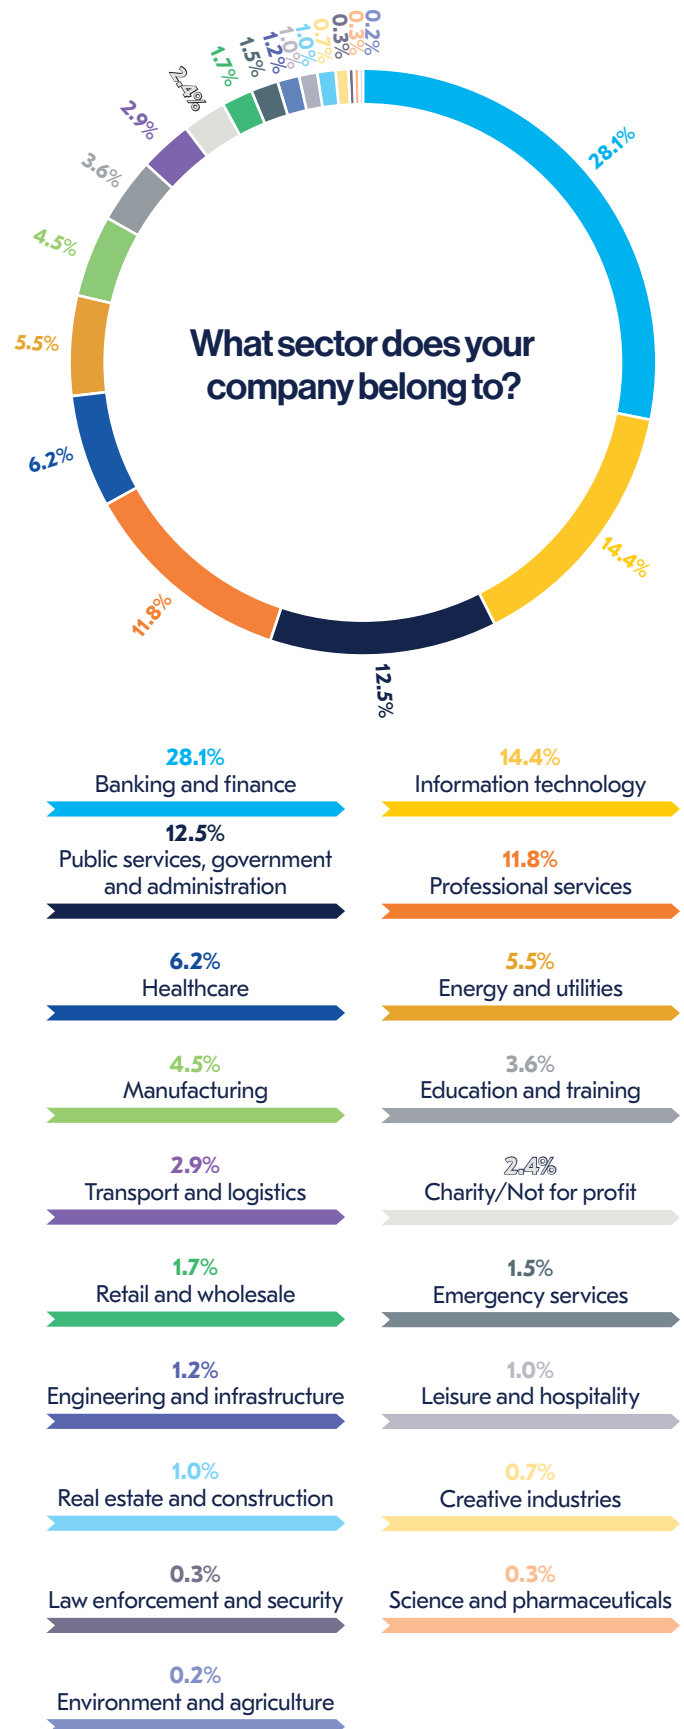 0.2%
0.3%
0.3%
0.7%
1.0%
1.0%
1.2%
1.5%
1.7%
2.4%
2.9%
3.6%
4.5%
5.5%
6.2%
11.8%
12.5%
14.4%
28.1%
What sector does your
company belong to?
28.1%
Banking and finance
14.4%
Information technology
12.5%
Public services, government
and administration
11.8%
Professional services
6.2%
Healthcare
5.5%
Energy and utilities
4.5%
Manufacturing
3.6%
Education and training
2.9%
Transport and logistics
2.4%
Charity/Not for profit
1.7%
Retail and wholesale
1.5%
Emergency services
1.2%
Engineering and infrastructure
1.0%
Leisure and hospitality
1.0%
Real estate and construction
0.7%
Creative industries
0.3%
Law enforcement and security
0.3%
Science and pharmaceuticals
0.2%
Environment and agriculture